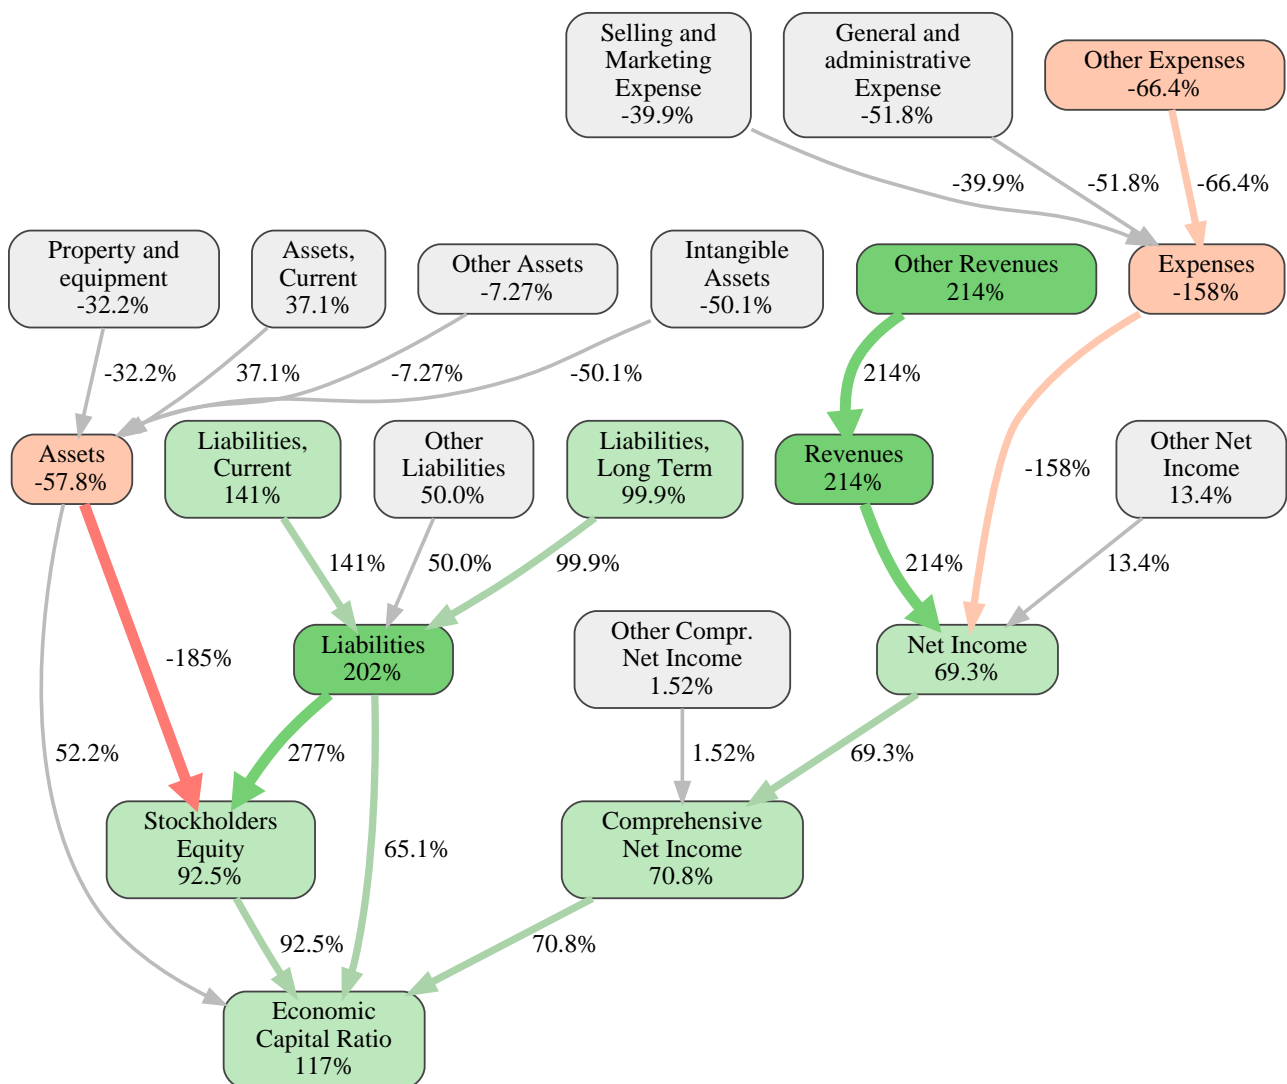 Selling and
Marketing
Expense
-39.9%
General and
administrative
Expense
-51.8%
Other Expenses
-66.4%
-39.9%
-51.8%
-66.4%
Property and
equipment
-32.2%
Assets,
Current
37.1%
Other Assets
-7.27%
Intangible
Assets
-50.1%
Other Revenues
214%
Expenses
-158%
-32.2%
37.1%
-7.27%
-50.1%
214%
Assets
-57.8%
Liabilities,
Current
141%
Other
Liabilities
50.0%
Liabilities,
Long Term
99.9%
Revenues
214%
-158%
Other Net
Income
13.4%
141%
50.0%
99.9%
214%
13.4%
-185%
Liabilities
202%
Other Compr.
Net Income
1.52%
Net Income
69.3%
52.2%
277%
1.52%
69.3%
Stockholders
Equity
92.5%
65.1%
Comprehensive
Net Income
70.8%
92.5%
70.8%
Economic
Capital Ratio
117%